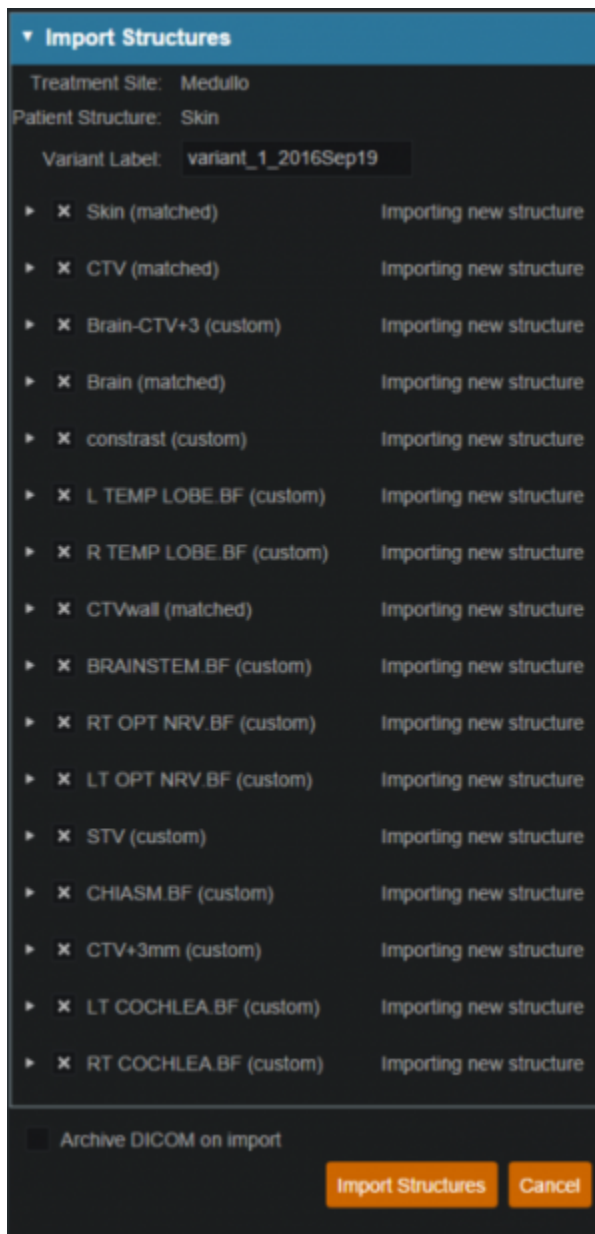 Import Structures
Treatment Site: Medullo
Patient Structure: Skin
Variant Label: variant_1_2016Sep19
Skin (matched) Importing new structure
CTV (matched) Importing new structure
Brain-CTV+3 (custom) Importing new structure
Brain (matched) Importing new structure
constrast (custom) Importing new structure
L TEMP LOBE.BF (custom) Importing new structure
R TEMP LOBE.BF (custom) Importing new structure
CTVwall (matched) Importing new structure
BRAINSTEM.BF (custom) Importing new structure
RT OPT NRV.BF (custom) Importing new structure
LT OPT NRV.BF (custom) Importing new structure
STV (custom) Importing new structure
CHIASM.BF (custom) Importing new structure
CTV+3mm (custom) Importing new structure
LT COCHLEA.BF (custom) Importing new structure
RT COCHLEA.BF (custom) Importing new structure
Archive DICOM on import
Import Structures Cancel